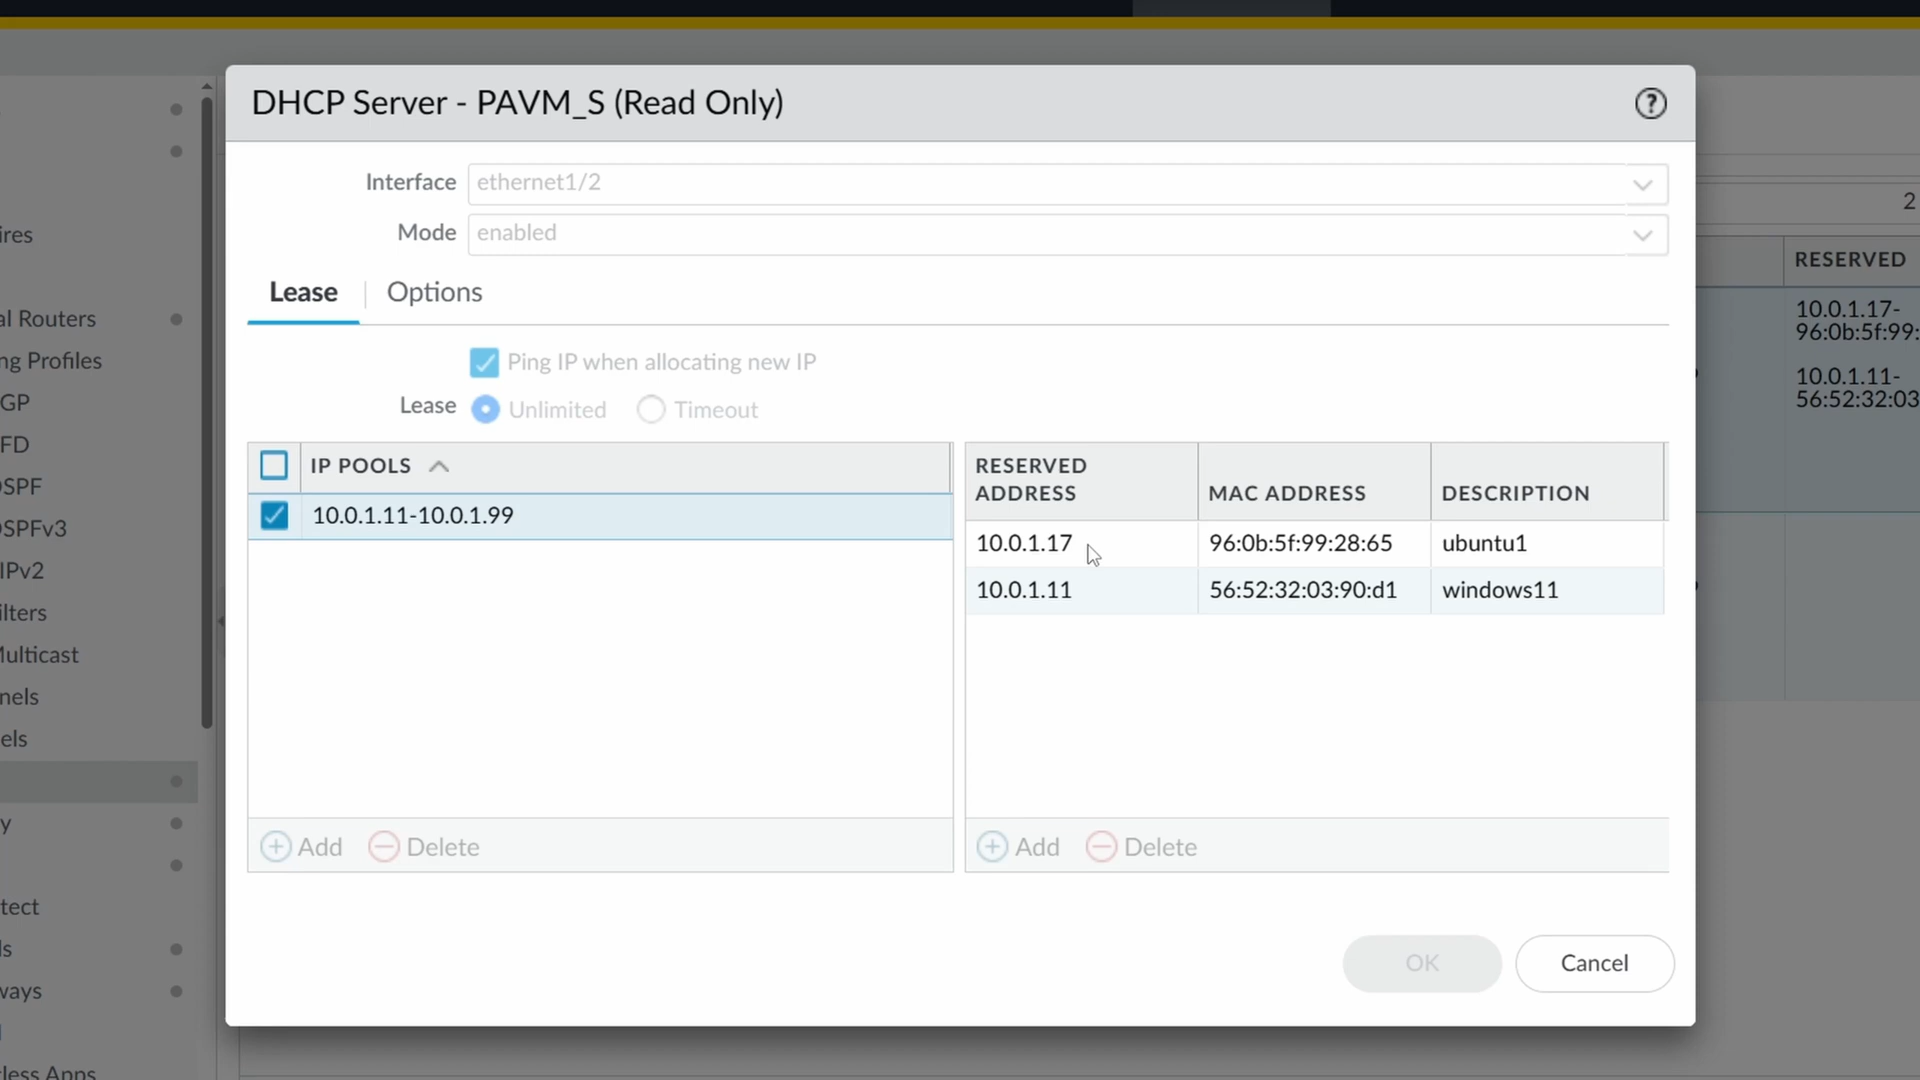 DHCP Server - PAVM_S (Read Only)
Interface ethernet1/2
Mode enabled
Lease Options
Ping IP when allocating new IP
Lease Unlimited Timeout
IP POOLS
10.0.1.11-10.0.1.99
Add Delete
RESERVED ADDRESS MAC ADDRESS DESCRIPTION
10.0.1.17 96:0b:5f:99:28:65 ubuntu1
10.0.1.11 56:52:32:03:90:d1 windows11
Add Delete
OK Cancel
ires
al Routers
ng Profiles
GP
FD
OSPF
OSPFv3
IPv2
ilters
Multicast
nels
els
y
tect
ls
ways
less Apps
2
RESERVED
10.0.1.17-
96:0b:5f:99:
10.0.1.11-
56:52:32:03